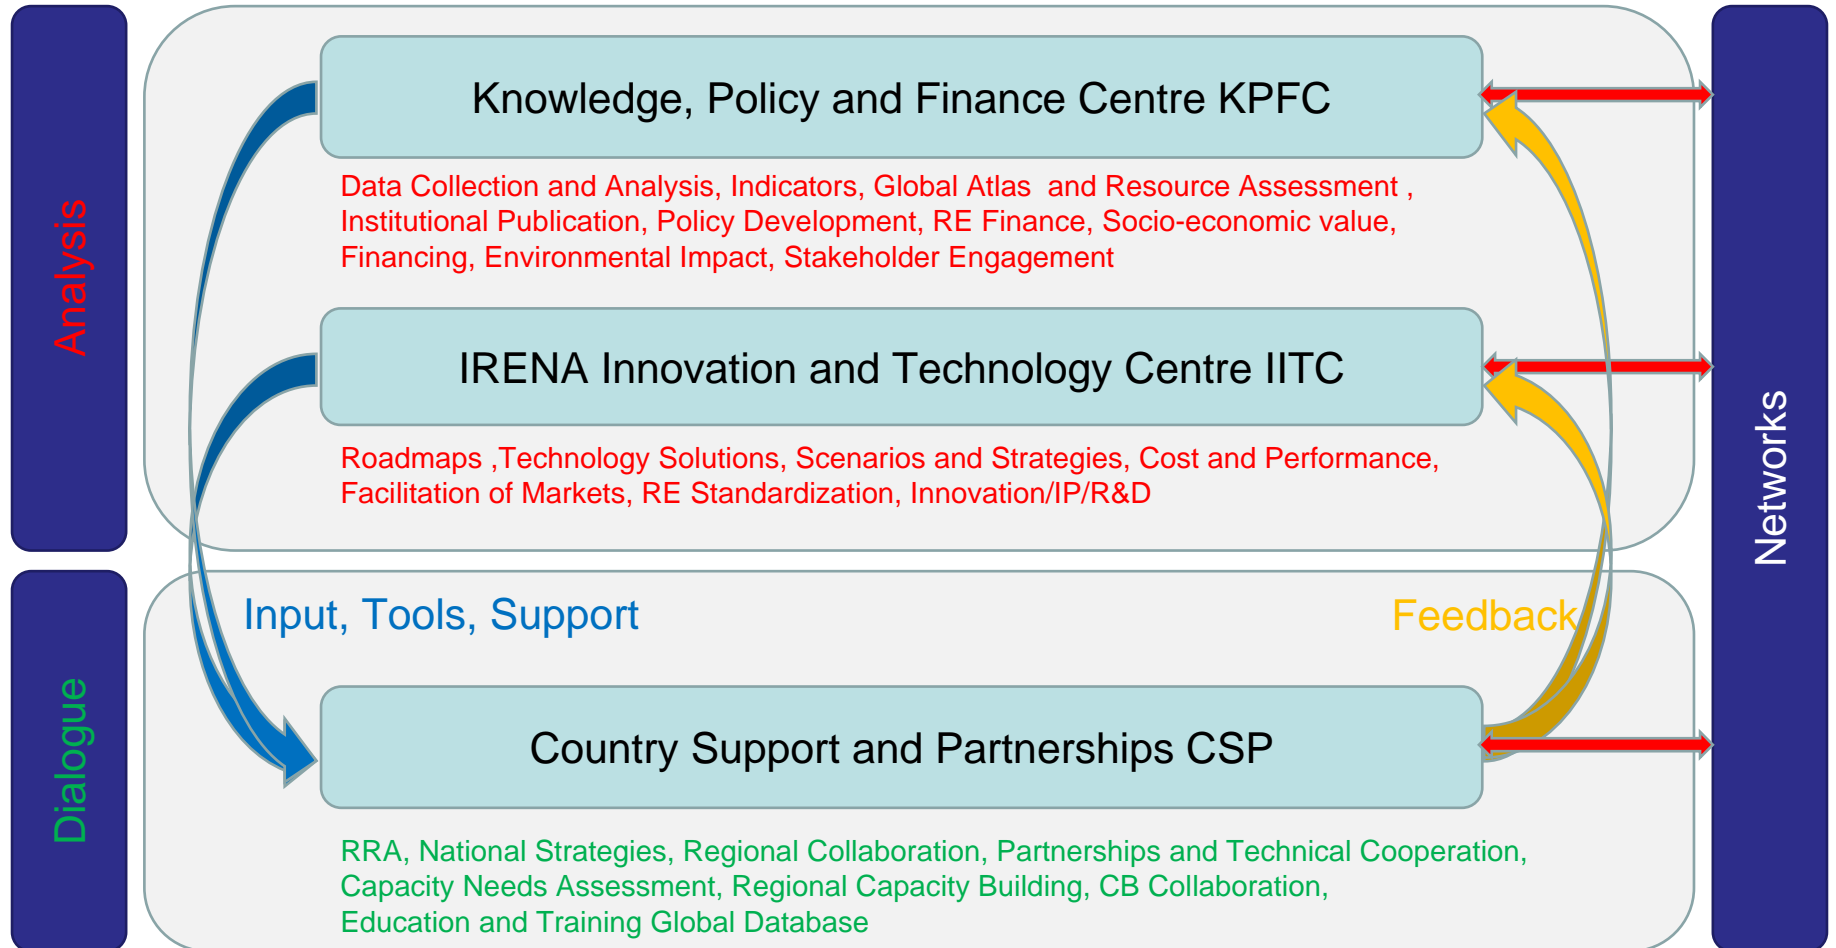 Analysis
Knowledge, Policy and Finance Centre KPFC
Data Collection and Analysis, Indicators, Global Atlas  and Resource Assessment ,
Institutional Publication, Policy Development, RE Finance, Socio-economic value,
Financing, Environmental Impact, Stakeholder Engagement
IRENA Innovation and Technology Centre IITC
Roadmaps ,Technology Solutions, Scenarios and Strategies, Cost and Performance,
Facilitation of Markets, RE Standardization, Innovation/IP/R&D
Networks
Dialogue
Input, Tools, Support
Feedback
Country Support and Partnerships CSP
RRA, National Strategies, Regional Collaboration, Partnerships and Technical Cooperation,
Capacity Needs Assessment, Regional Capacity Building, CB Collaboration,
Education and Training Global Database